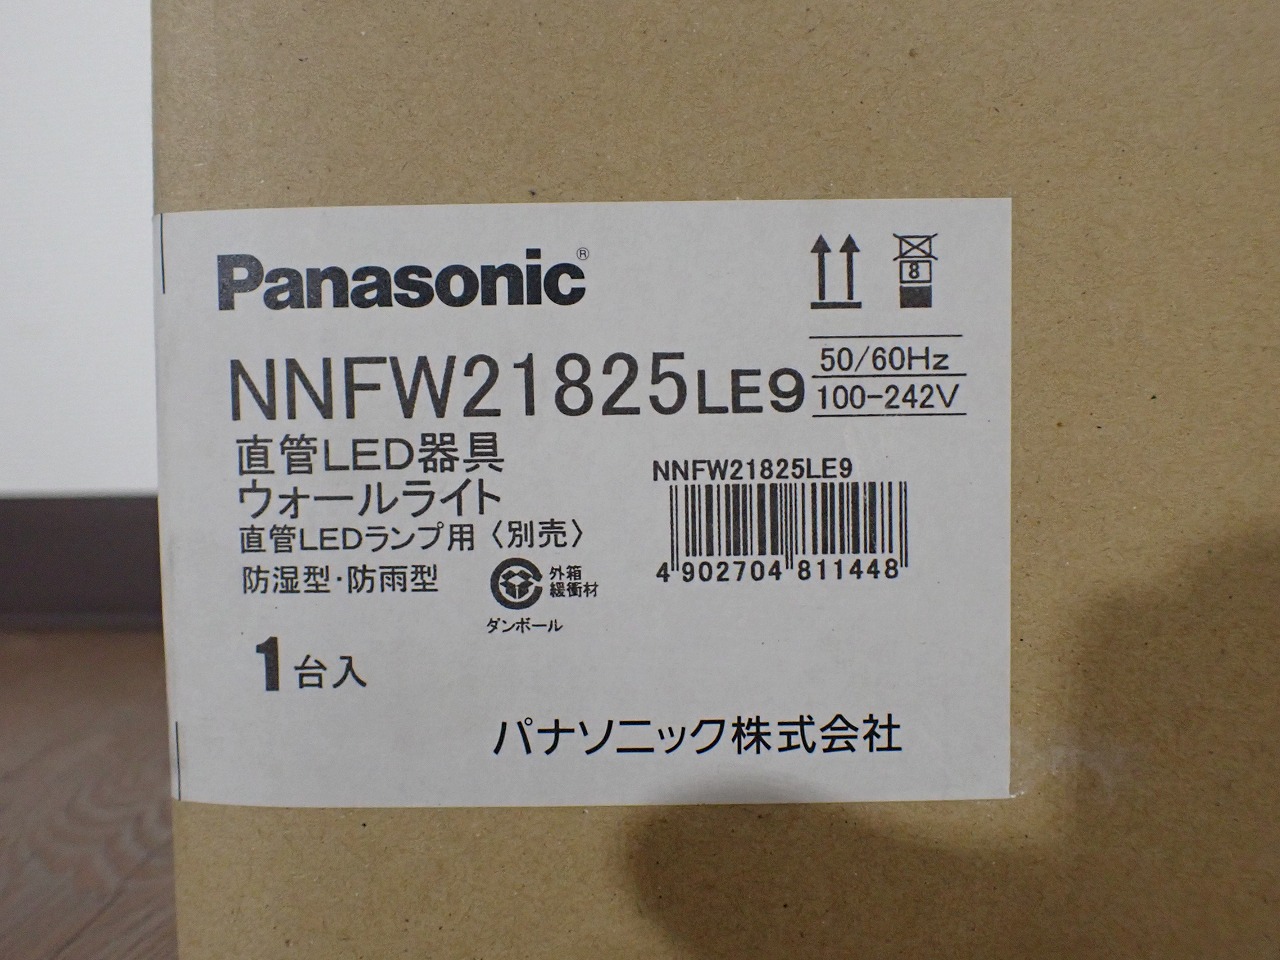 Panasonic®
8
NNFW21825LE9
50/60Hz
100-242V
直管LED器具
ウォールライト
直管LEDランプ用〈別売〉
防湿型・防雨型
外箱
緩衝材
ダンボール
NNFW21825LE9
4902704811448
1台入
パナソニック株式会社